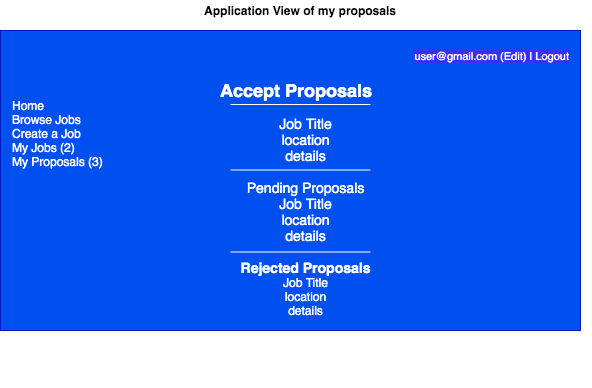 Application View of my proposals
user@gmail.com (Edit) | Logout
Accept Proposals
Home
Browse Jobs
Create a Job
My Jobs (2)
My Proposals (3)
Job Title
location
details
Pending Proposals
Job Title
location
details
Rejected Proposals
Job Title
location
details